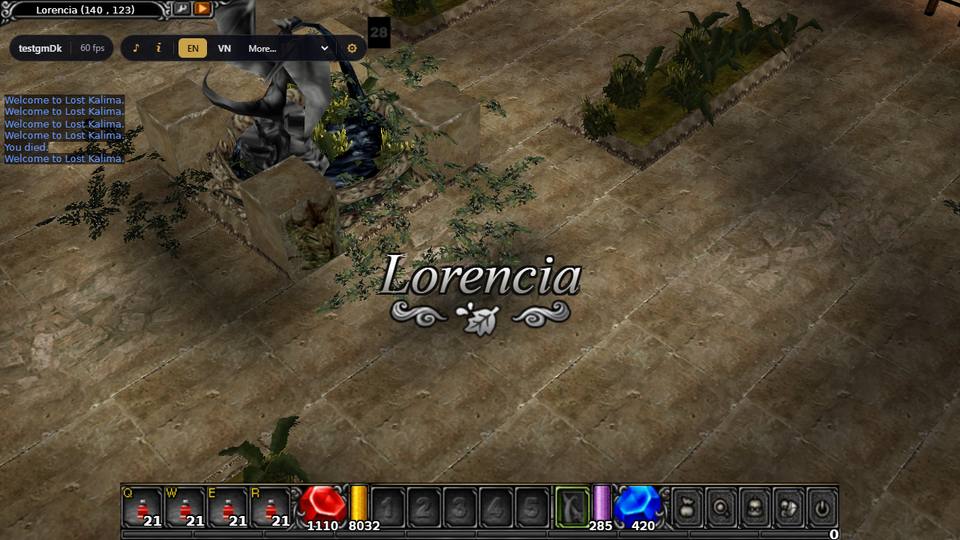 Lorencia (140 , 123)
28
testgmDk 60 fps
EN VN More...
Welcome to Lost Kalima.
Welcome to Lost Kalima.
Welcome to Lost Kalima.
Welcome to Lost Kalima.
You died.
Welcome to Lost Kalima.
Lorencia
Q W E R
21 21 21 21
1110 8032
1 2 3 4 5
285 420
0